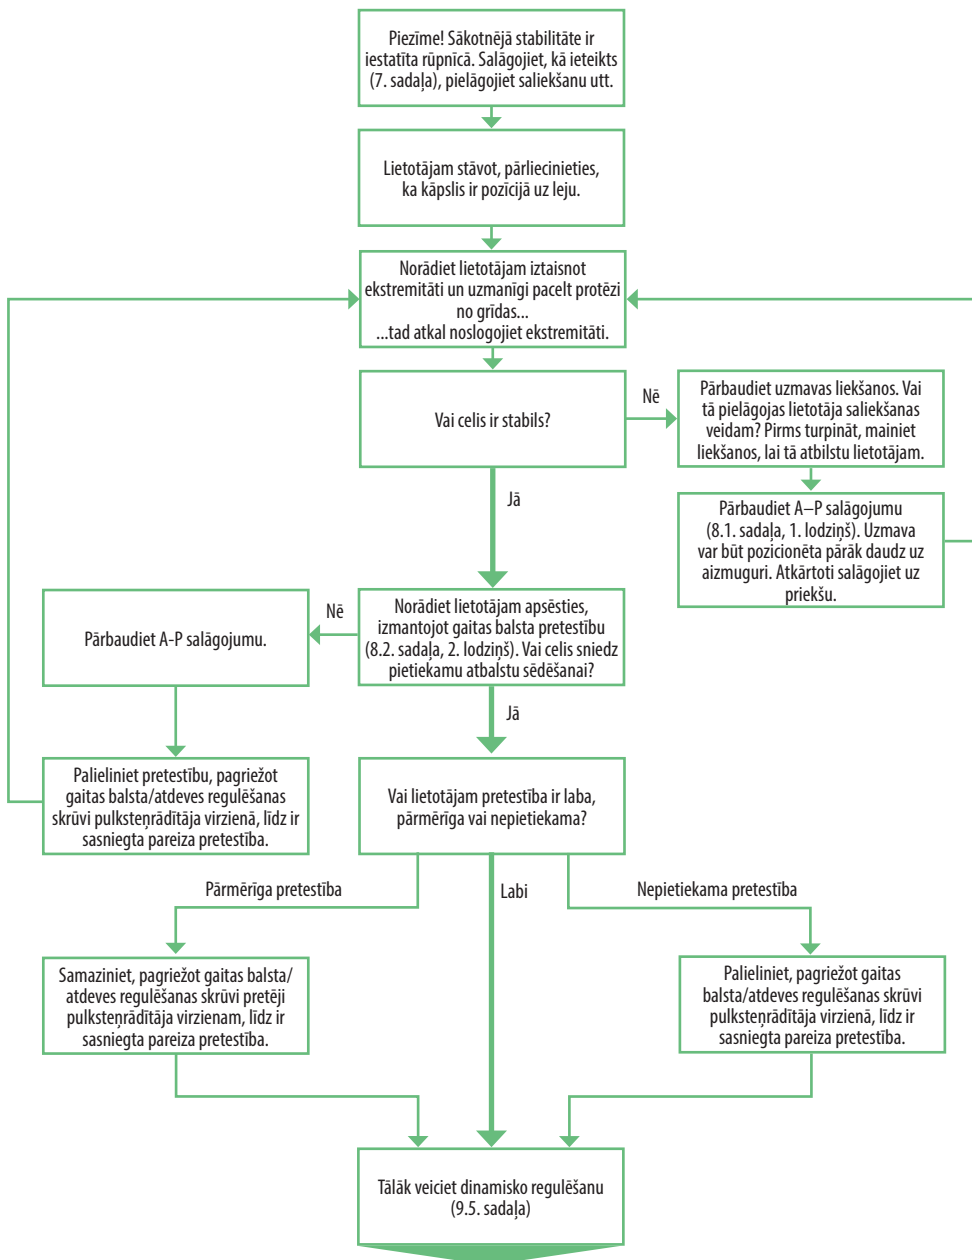 Piezīme! Sākotnējā stabilitāte ir
iestatīta rūpnīcā. Salāgojiet, kā ieteikts
(7. sadaļa), pielāgojiet saliekšanu utt.
Lietotājam stāvot, pārliecinieties,
ka kāpslis ir pozīcijā uz leju.
Norādiet lietotājam iztaisnot
ekstremitāti un uzmanīgi pacelt protēzi
no grīdas...
...tad atkal noslogojiet ekstremitāti.
Vai celis ir stabils?
Nē
Pārbaudiet uzmavas liekšanos. Vai
tā pielāgojas lietotāja saliekšanas
veidam? Pirms turpināt, mainiet
liekšanos, lai tā atbilstu lietotājam.
Pārbaudiet A–P salāgojumu
(8.1. sadaļa, 1. lodziņš). Uzmava
var būt pozicionēta pārāk daudz uz
aizmuguri. Atkārtoti salāgojiet uz
priekšu.
Jā
Norādiet lietotājam apsēsties,
izmantojot gaitas balsta pretestību
(8.2. sadaļa, 2. lodziņš). Vai celis sniedz
pietiekamu atbalstu sēdēšanai?
Nē
Pārbaudiet A-P salāgojumu.
Palieliniet pretestību, pagriežot
gaitas balsta/atdeves regulēšanas
skrūvi pulksteņrādītāja virzienā, līdz ir
sasniegta pareiza pretestība.
Jā
Vai lietotājam pretestība ir laba,
pārmērīga vai nepietiekama?
Pārmērīga pretestība
Labi
Nepietiekama pretestība
Samaziniet, pagriežot gaitas balsta/
atdeves regulēšanas skrūvi pretēji
pulksteņrādītāja virzienam, līdz ir
sasniegta pareiza pretestība.
Palieliniet, pagriežot gaitas
balsta/atdeves regulēšanas skrūvi
pulksteņrādītāja virzienā, līdz ir
sasniegta pareiza pretestība.
Tālāk veiciet dinamisko regulēšanu
(9.5. sadaļa)